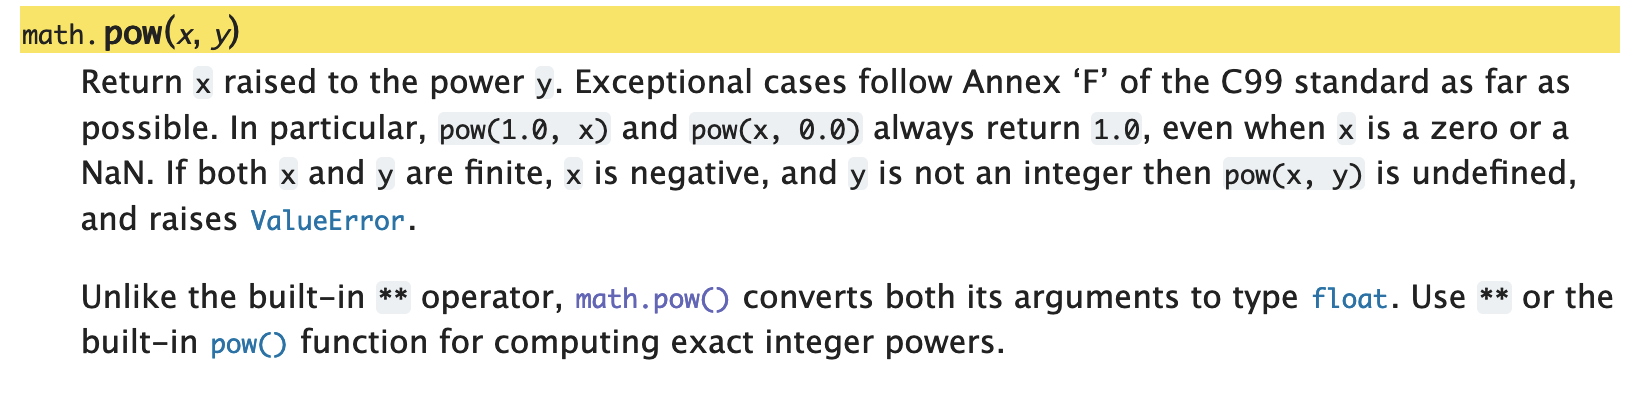 math.pow(x, y)
Return x raised to the power y. Exceptional cases follow Annex ‘F’ of the C99 standard as far as
possible. In particular, pow(1.0, x) and pow(x, 0.0) always return 1.0, even when x is a zero or a
NaN. If both x and y are finite, x is negative, and y is not an integer then pow(x, y) is undefined,
and raises ValueError.
Unlike the built-in ** operator, math.pow() converts both its arguments to type float. Use ** or the
built-in pow() function for computing exact integer powers.